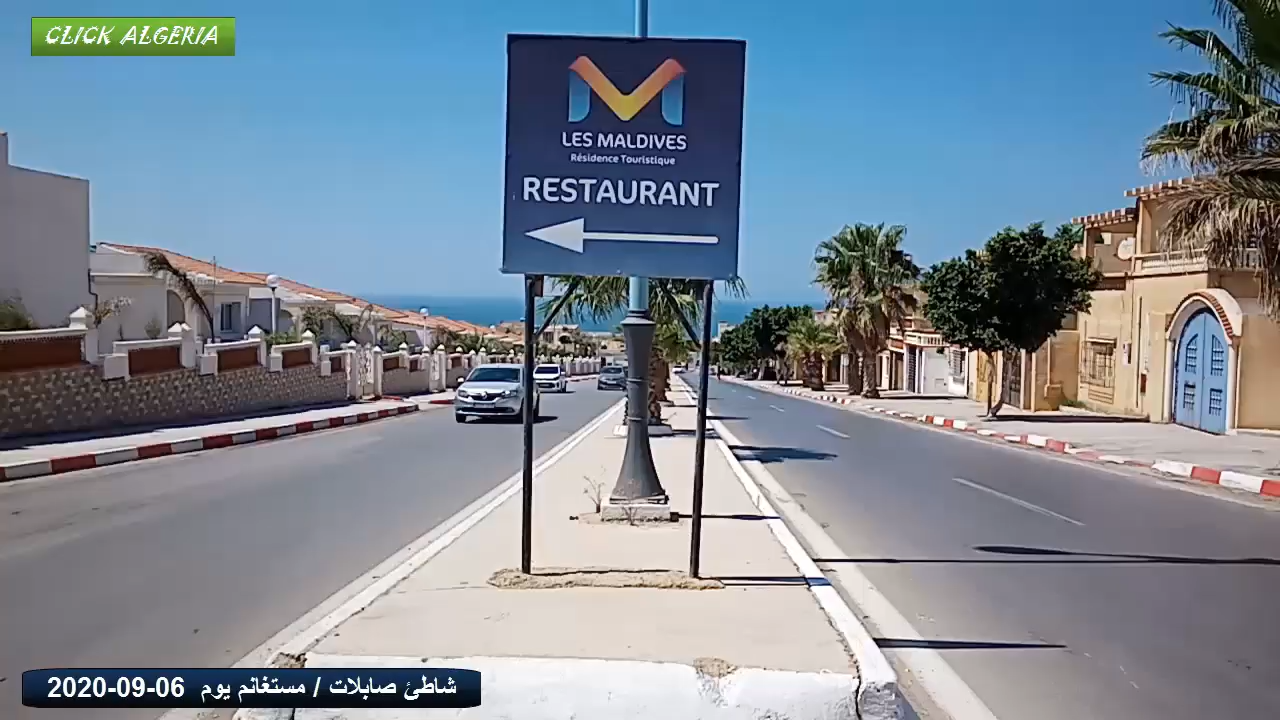 CLICK ALGERIA
LES MALDIVES
Résidence Touristique
RESTAURANT
شاطئ صابلات / مستغانم يوم 06-09-2020